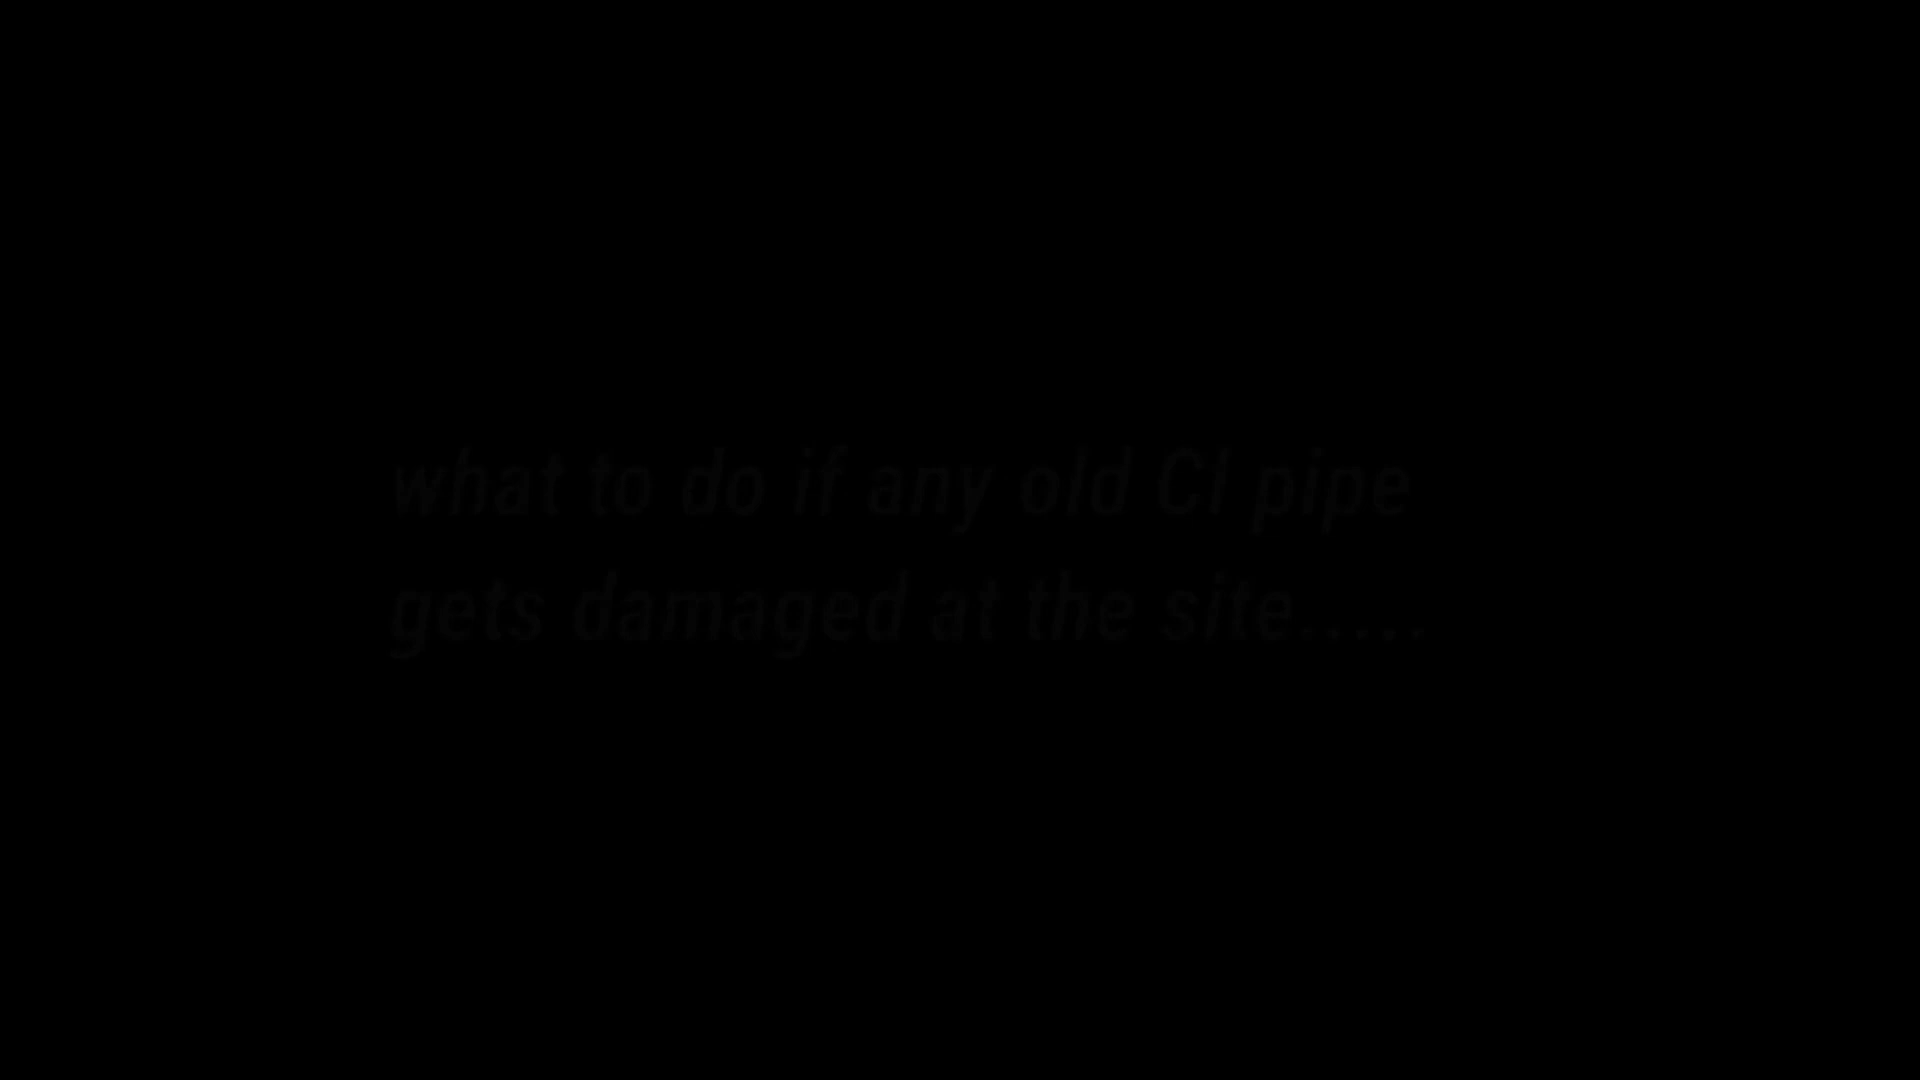 what to do if any old CI pipe
gets damaged at the site.....